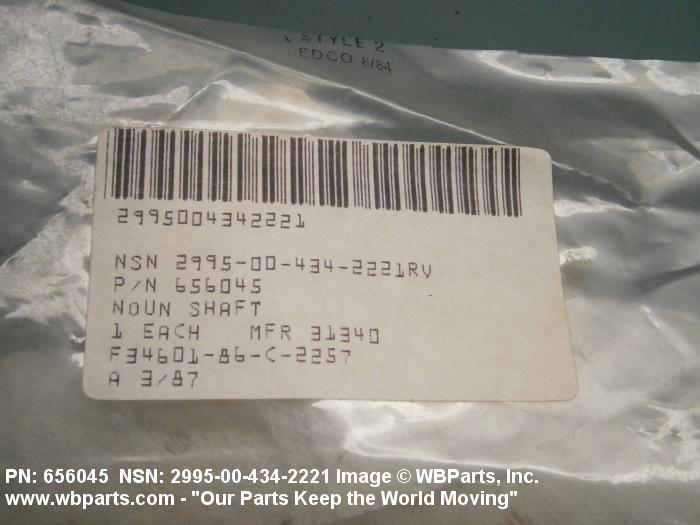 STYLE 2
EDCO 8/84
2995004342221
NSN 2995-00-434-2221RV
P/N 656045
NOUN SHAFT
1 EACH MFR 31340
F34601-86-C-2257
A 3/87
PN: 656045 NSN: 2995-00-434-2221 Image © WBParts, Inc.
www.wbparts.com - "Our Parts Keep the World Moving"